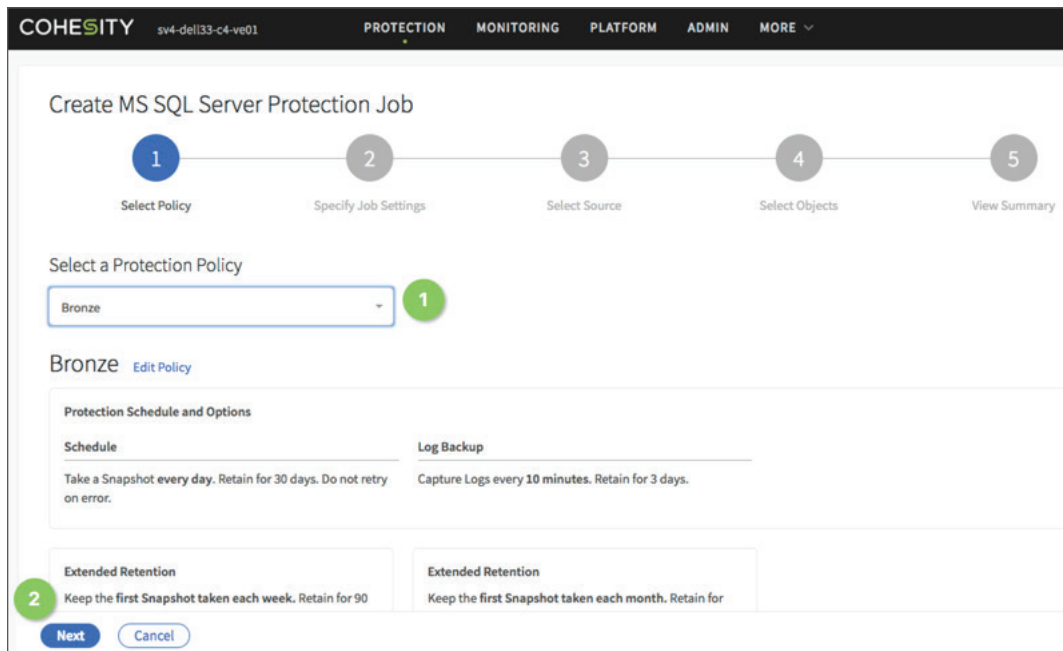 COHESITY sv4-dell33-c4-ve01 PROTECTION MONITORING PLATFORM ADMIN MORE
Create MS SQL Server Protection Job
1 2 3 4 5
Select Policy Specify Job Settings Select Source Select Objects View Summary
Select a Protection Policy
Bronze 1
Bronze Edit Policy
Protection Schedule and Options
Schedule Log Backup
Take a Snapshot every day. Retain for 30 days. Do not retry Capture Logs every 10 minutes. Retain for 3 days.
on error.
Extended Retention Extended Retention
2 Keep the first Snapshot taken each week. Retain for 90 Keep the first Snapshot taken each month. Retain for
Next Cancel